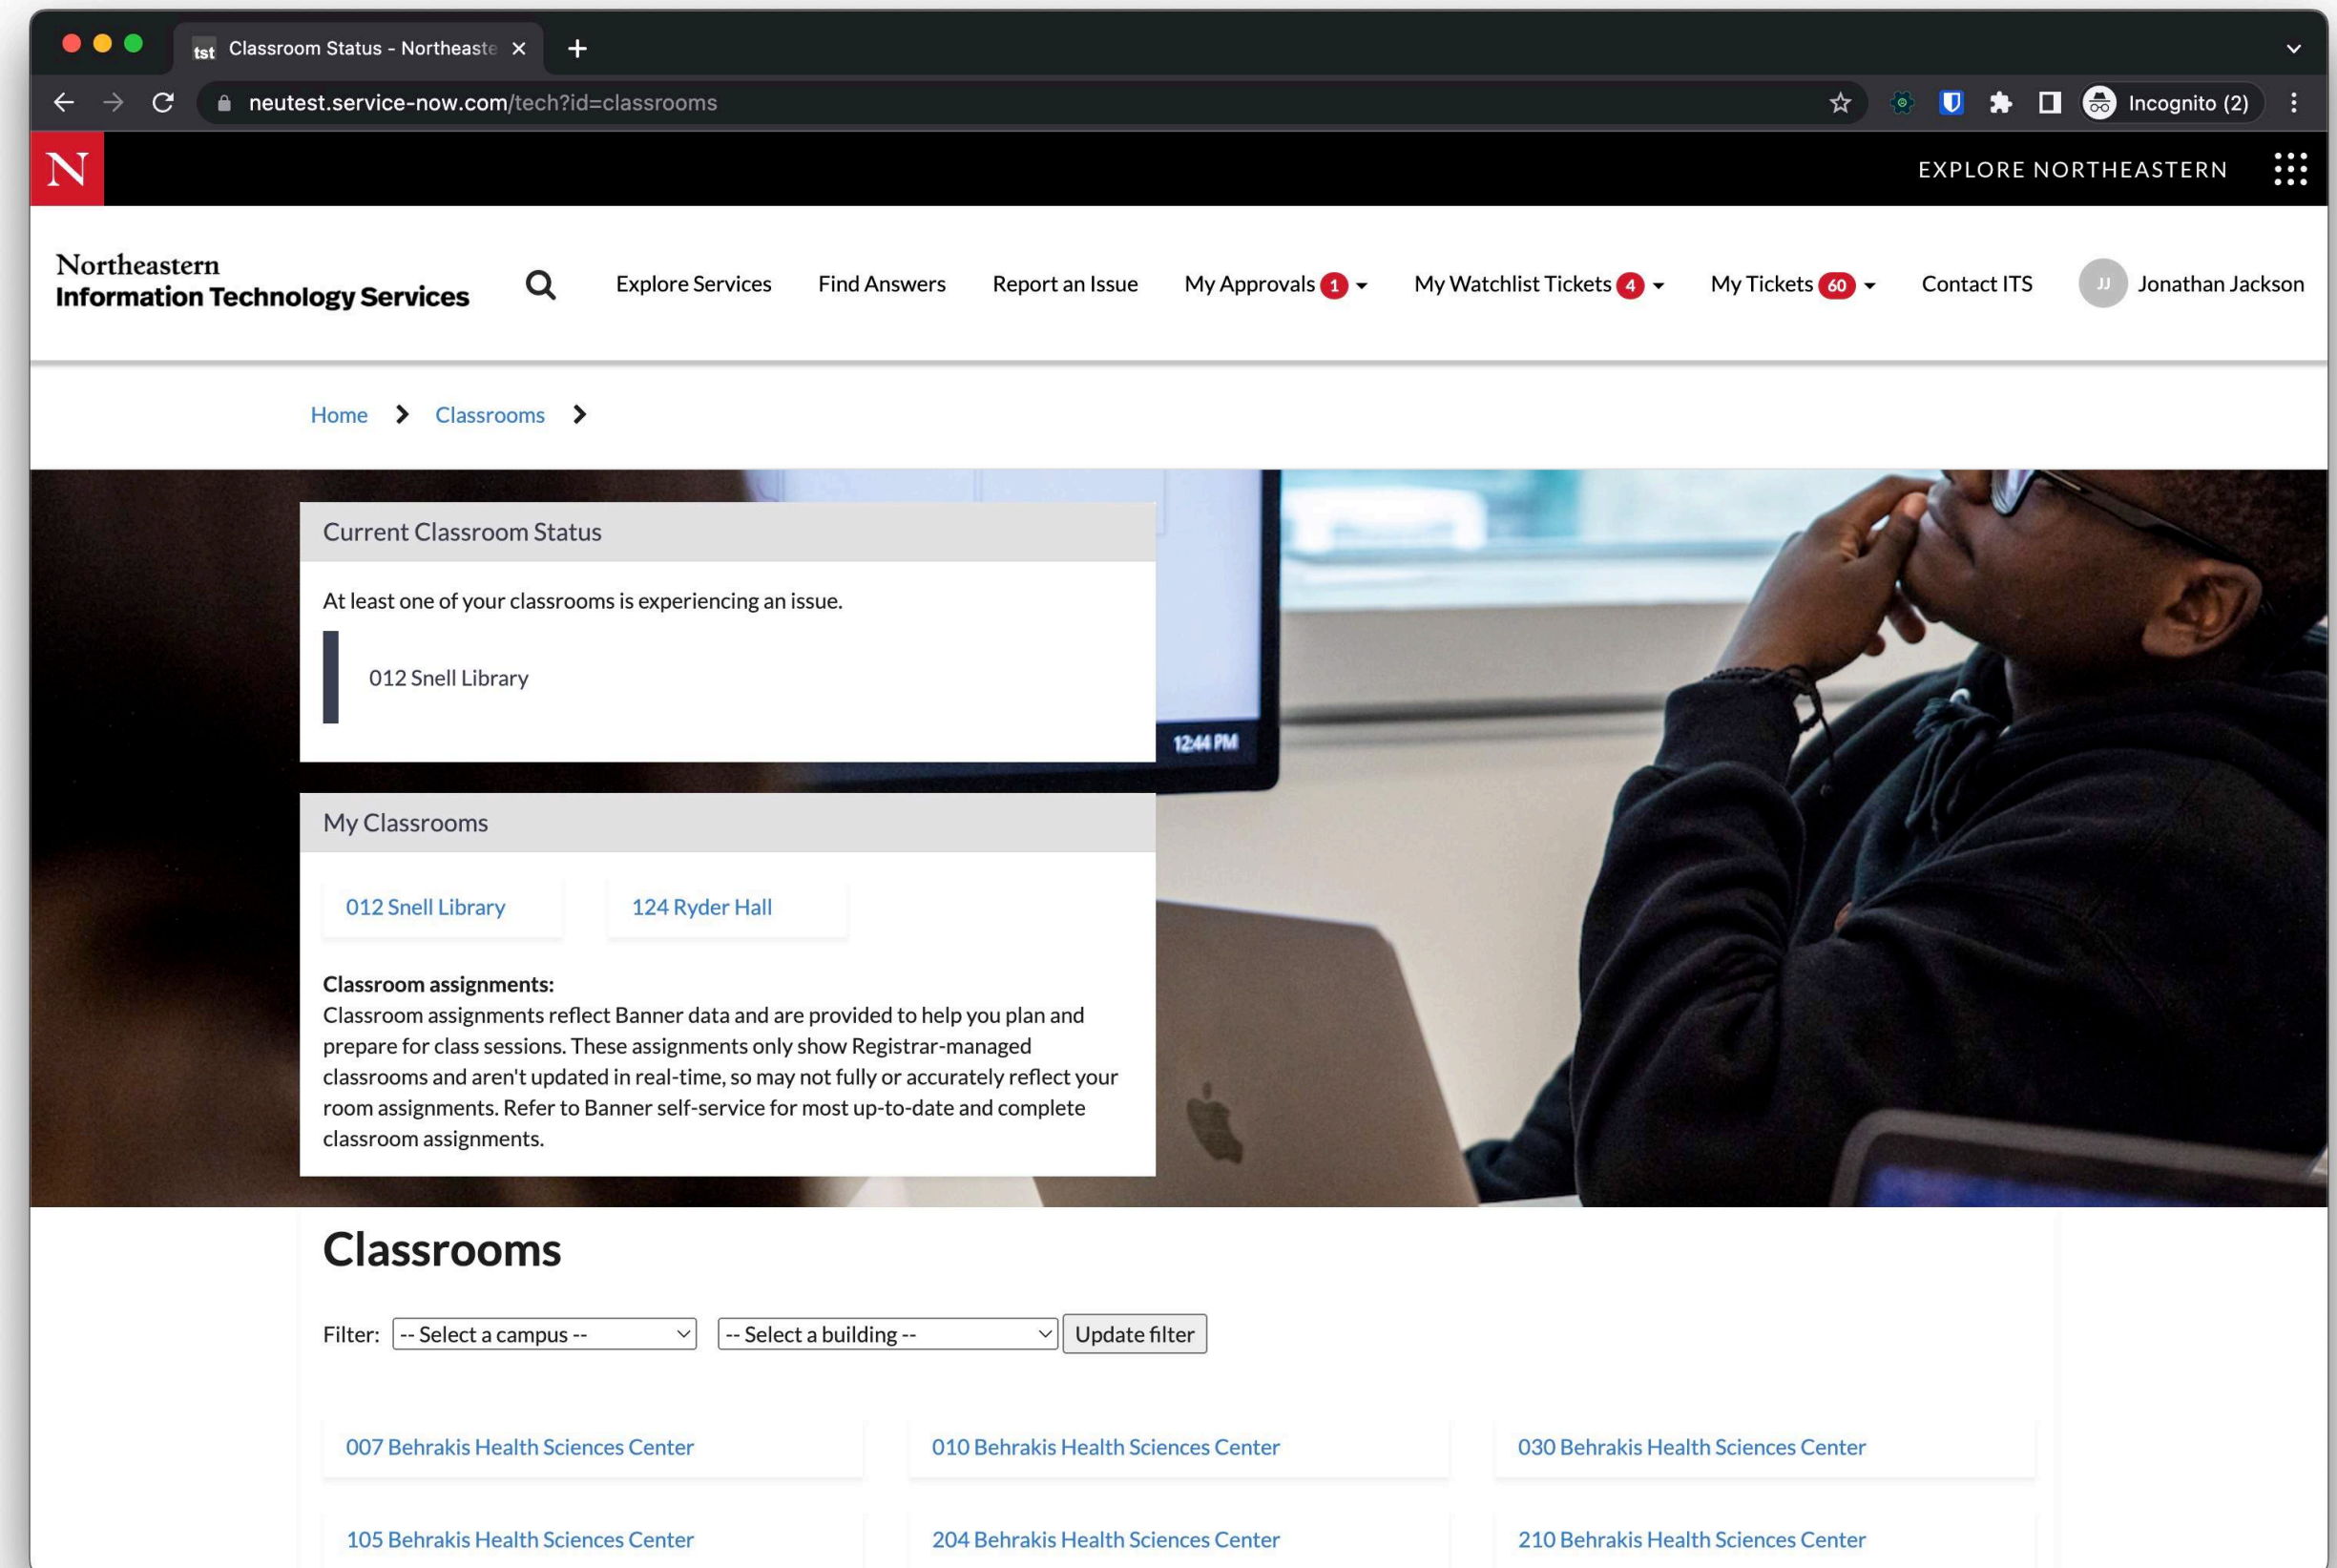 tst Classroom Status - Northeaste
neutest.service-now.com/tech?id=classrooms
Incognito (2)
N
EXPLORE NORTHEASTERN
Northeastern
Information Technology Services
Explore Services
Find Answers
Report an Issue
My Approvals 1
My Watchlist Tickets 4
My Tickets 60
Contact ITS
JJ
Jonathan Jackson
Home
Classrooms
Current Classroom Status
At least one of your classrooms is experiencing an issue.
012 Snell Library
12:44 PM
My Classrooms
012 Snell Library
124 Ryder Hall
Classroom assignments:
Classroom assignments reflect Banner data and are provided to help you plan and
prepare for class sessions. These assignments only show Registrar-managed
classrooms and aren't updated in real-time, so may not fully or accurately reflect your
room assignments. Refer to Banner self-service for most up-to-date and complete
classroom assignments.
Classrooms
Filter:
-- Select a campus --
-- Select a building --
Update filter
007 Behrakis Health Sciences Center
010 Behrakis Health Sciences Center
030 Behrakis Health Sciences Center
105 Behrakis Health Sciences Center
204 Behrakis Health Sciences Center
210 Behrakis Health Sciences Center